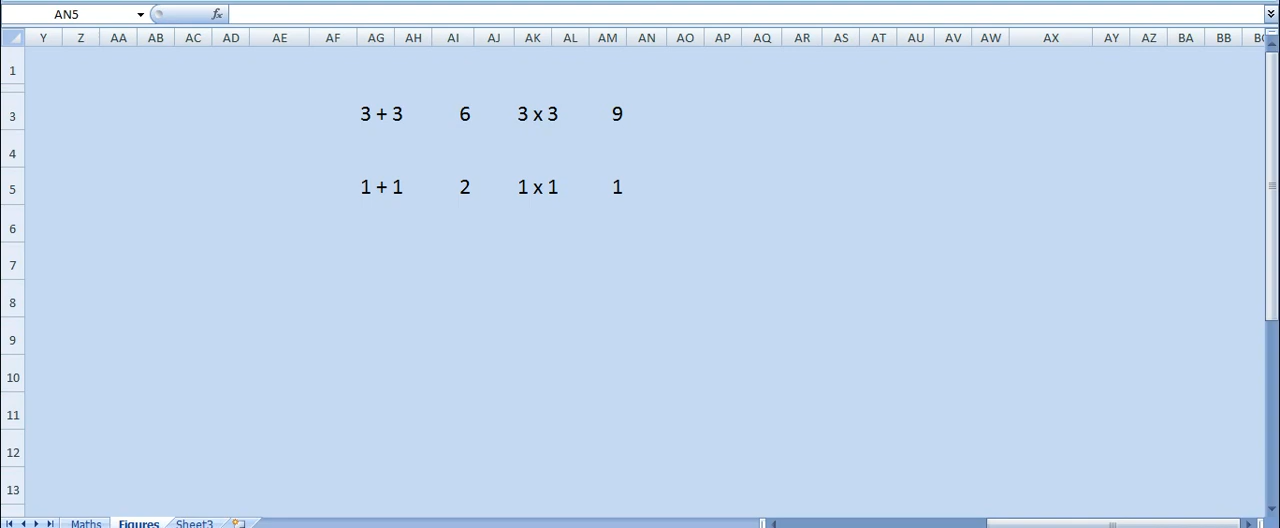 AN5 fx
Y Z AA AB AC AD AE AF AG AH AI AJ AK AL AM AN AO AP AQ AR AS AT AU AV AW AX AY AZ BA BB
1
3 3 + 3 6 3 x 3 9
4
5 1 + 1 2 1 x 1 1
6
7
8
9
10
11
12
13
Maths Figures Sheet3